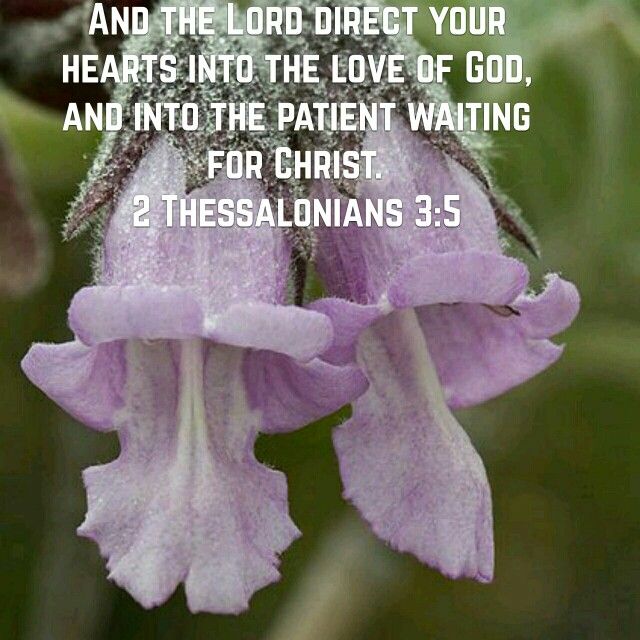 And the Lord direct your
hearts into the love of God,
and into the patient waiting
for Christ.
2 Thessalonians 3:5